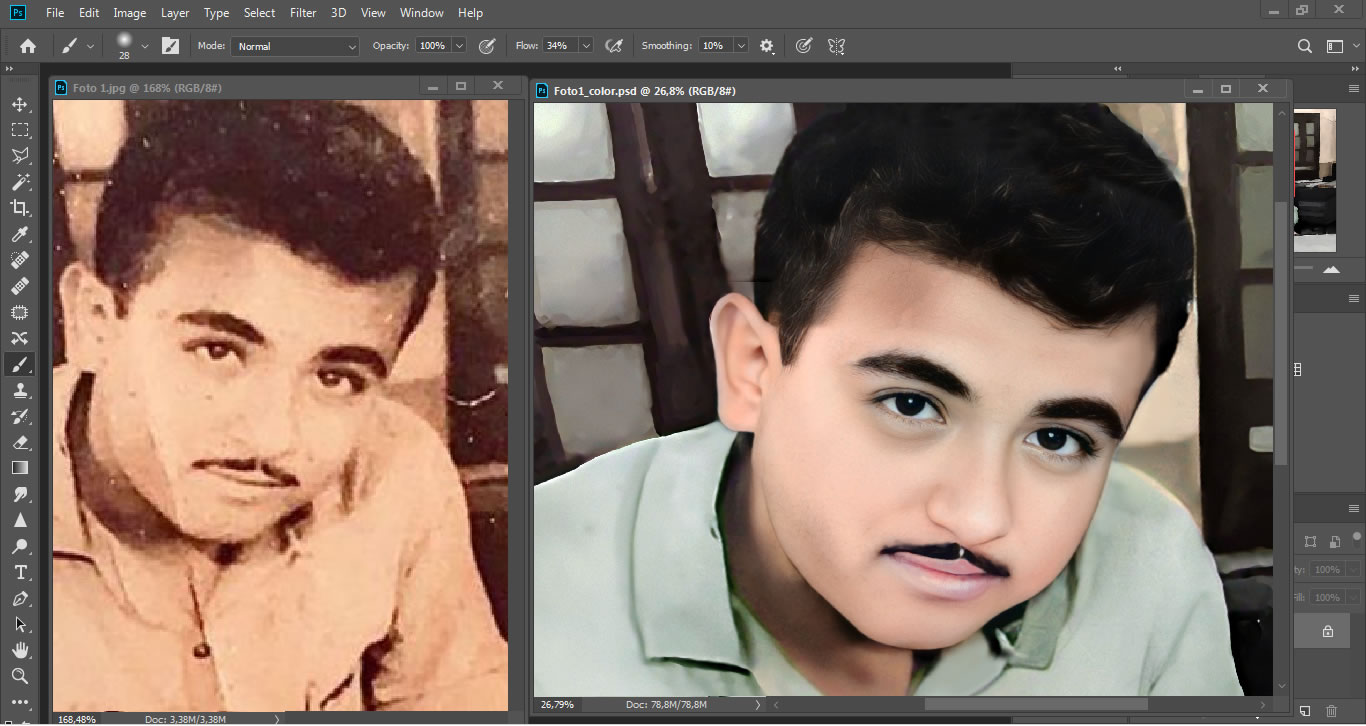 Ps File Edit Image Layer Type Select Filter 3D View Window Help
28 Mode: Normal Opacity: 100% Flow: 34% Smoothing: 10%
Ps Foto 1.jpg @ 168% (RGB/8#)
Ps Foto1_color.psd @ 26,8% (RGB/8#)
T
100%
100%
26,79% Doc: 78,8M/78,8M
168,48% Doc: 3,38M/3,38M